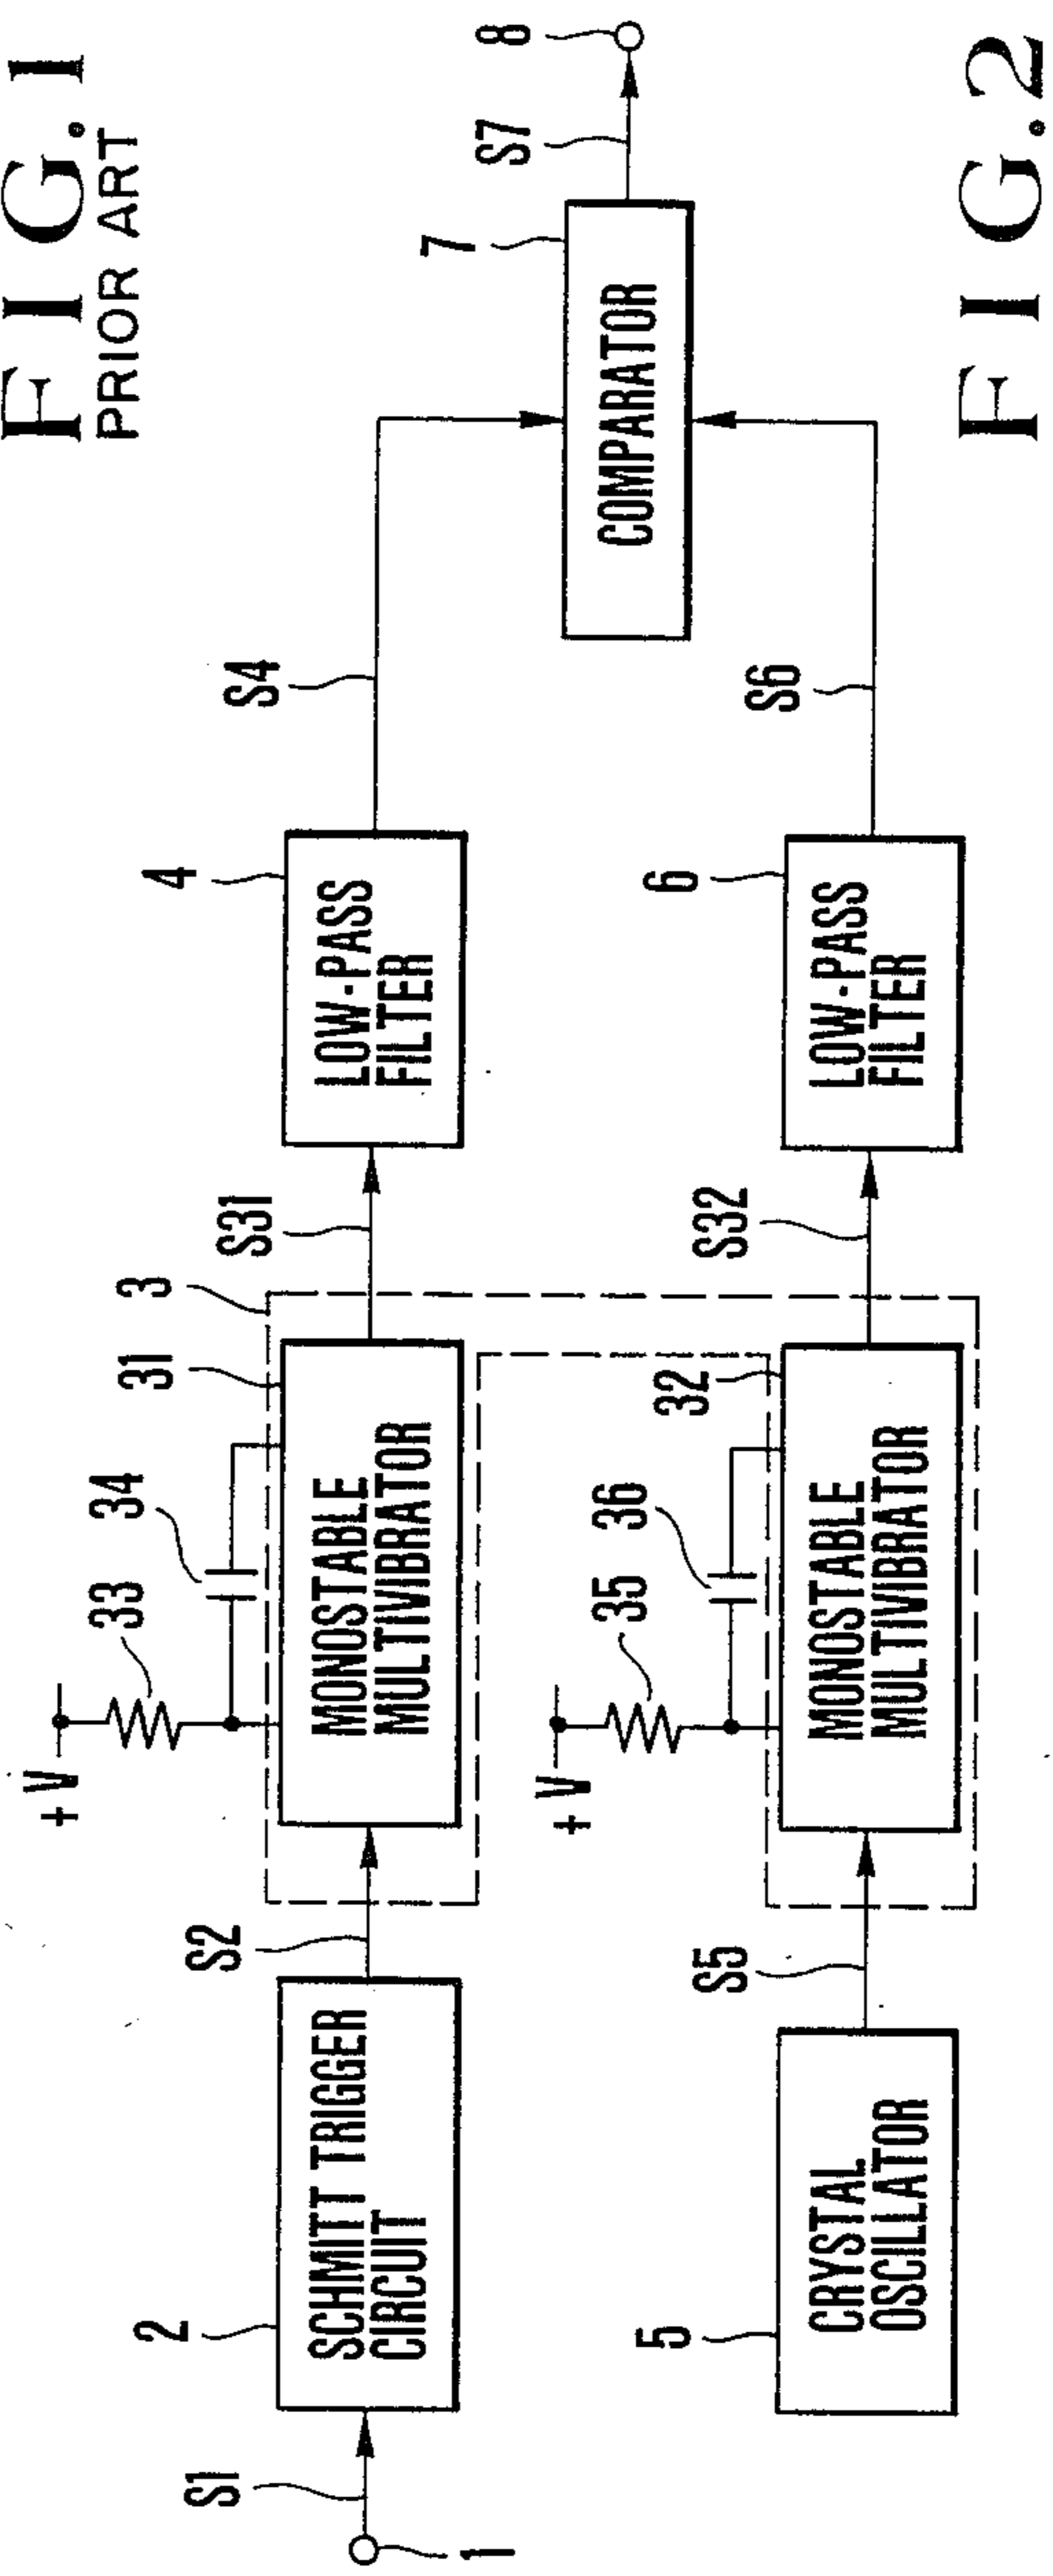 FIG. 1
PRIOR ART
S1
1
2
SCHMITT TRIGGER
CIRCUIT
S2
+V
33
34
31
3
MONOSTABLE
MULTIVIBRATOR
S31
4
LOW-PASS
FILTER
S4
7
COMPARATOR
S7
8
5
CRYSTAL
OSCILLATOR
S5
+V
35
36
32
MONOSTABLE
MULTIVIBRATOR
S32
6
LOW-PASS
FILTER
S6
FIG. 2